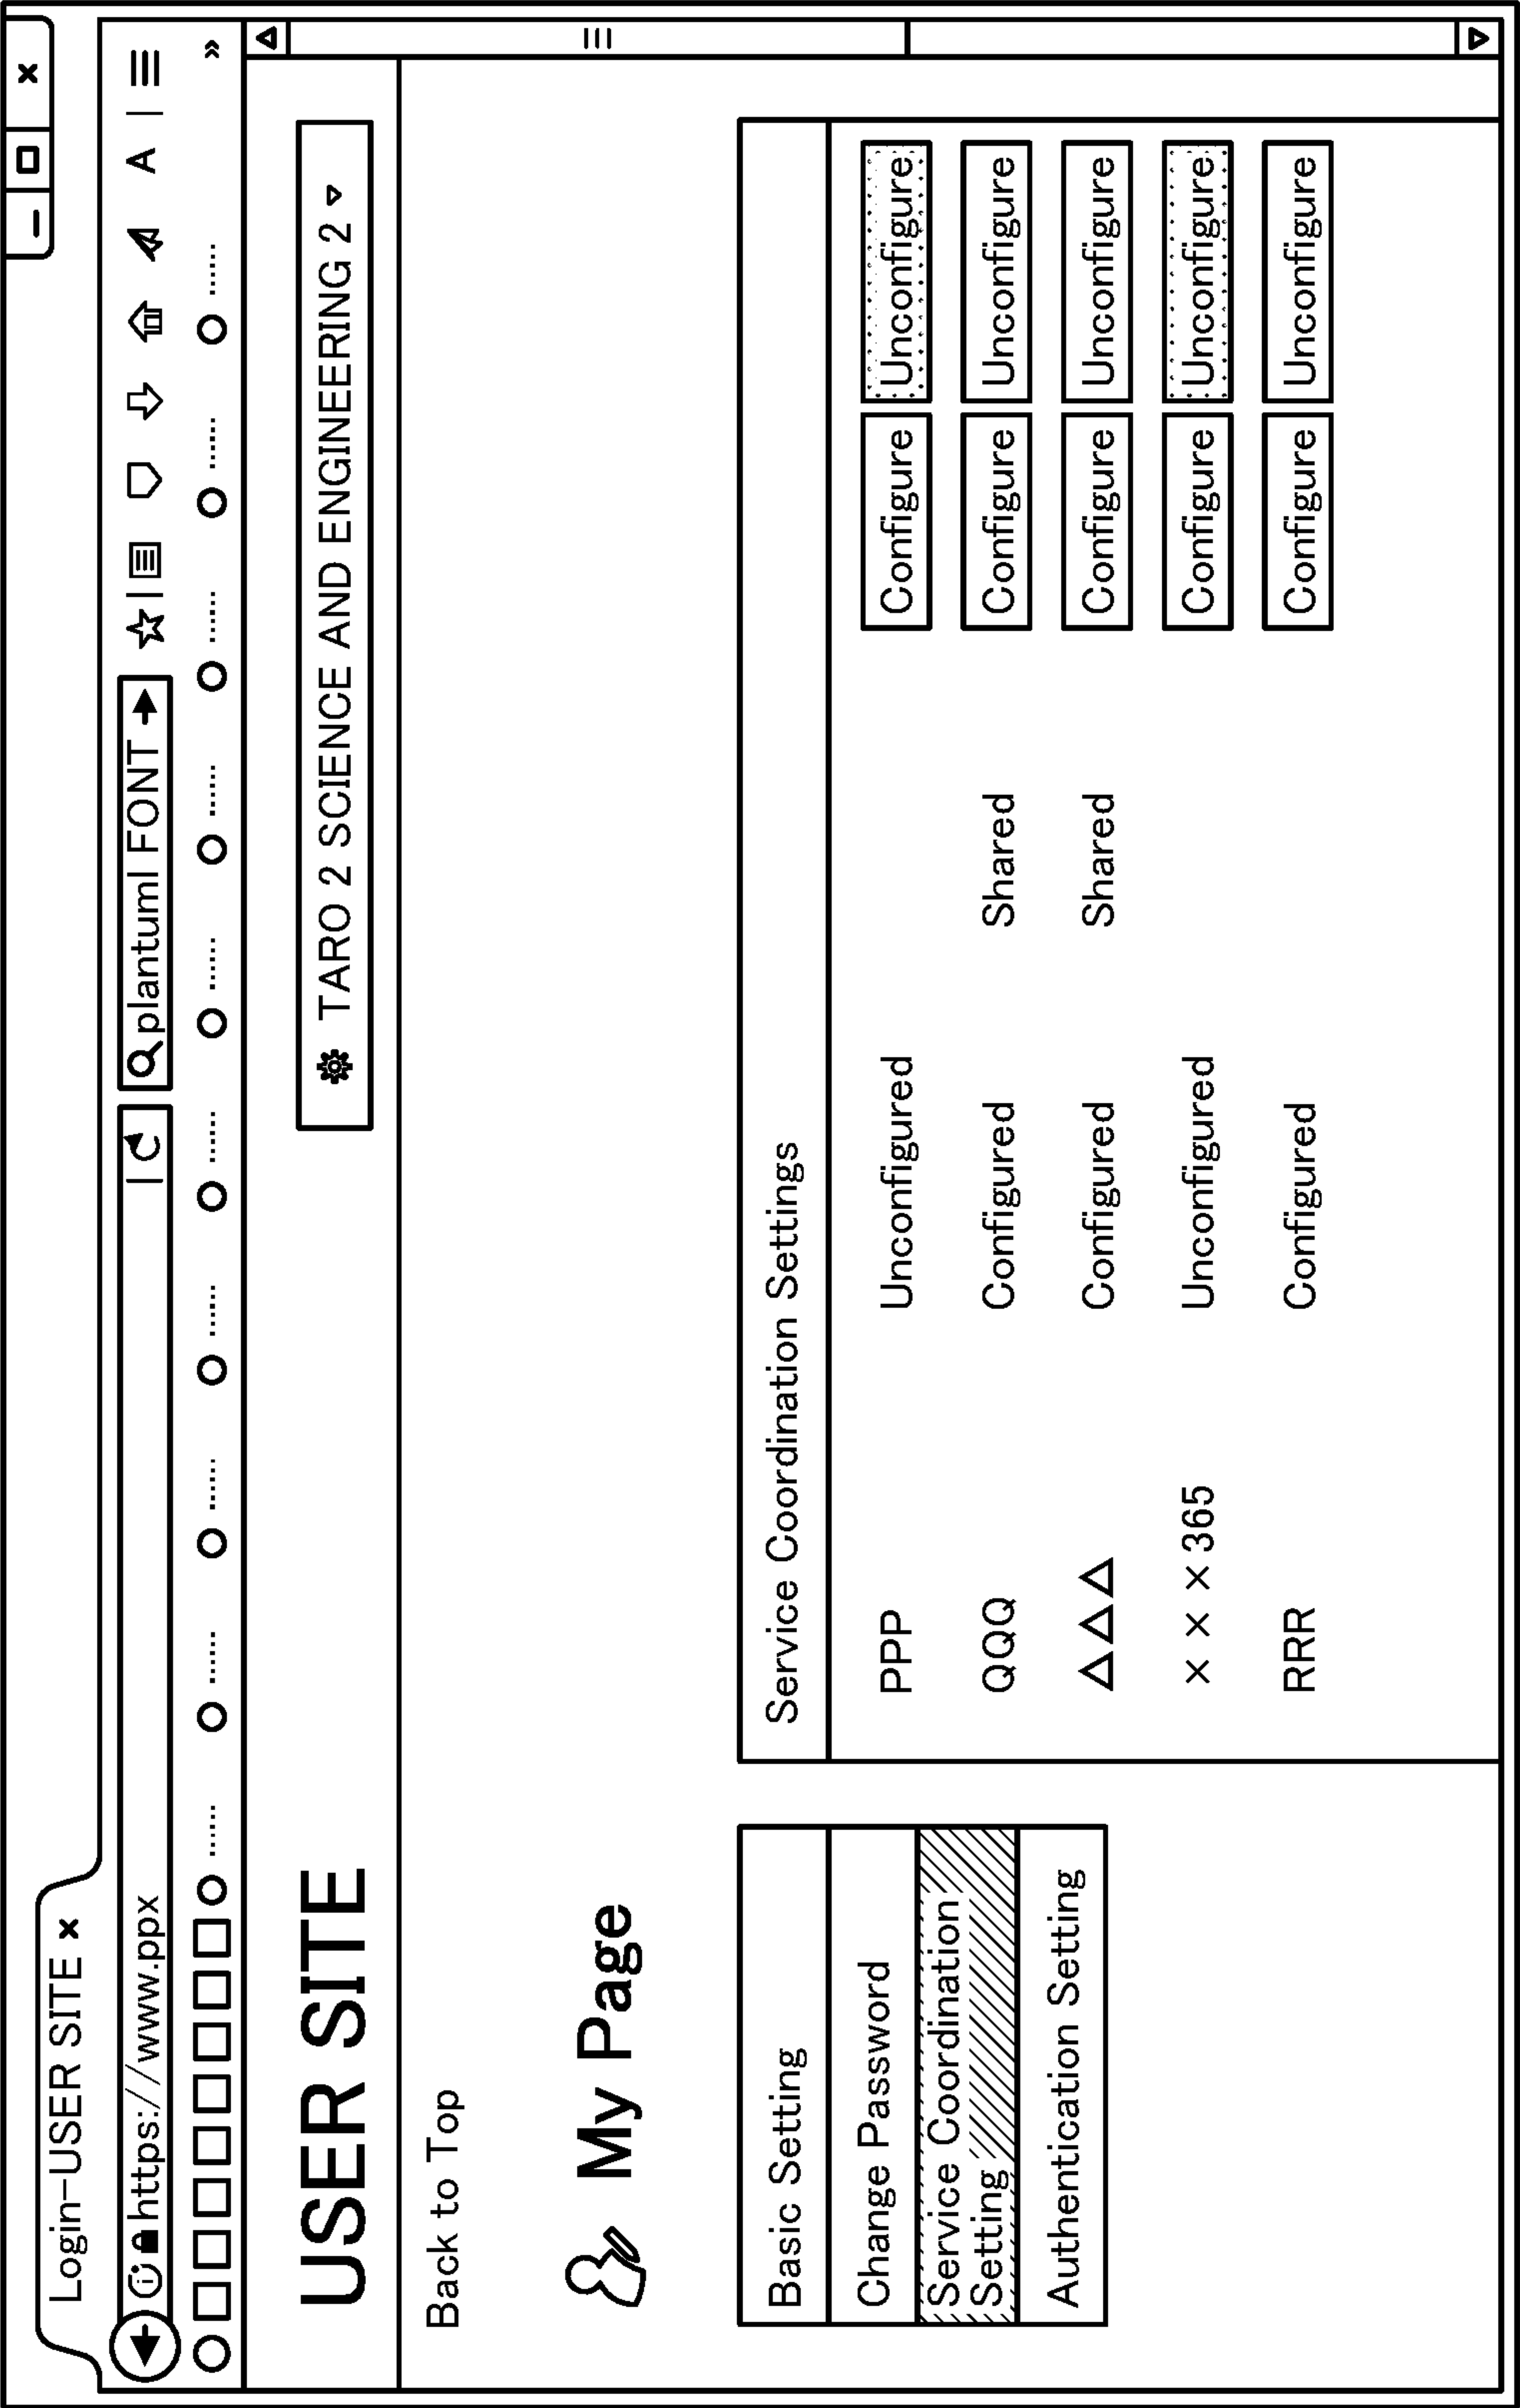 Login-USER SITE ×
https://www.ppx
plantuml FONT
A
»
USER SITE
TARO 2 SCIENCE AND ENGINEERING 2
Back to Top
My Page
Basic Setting
Change Password
Service Coordination
Setting
Authentication Setting
Service Coordination Settings
PPP Unconfigured Configure Unconfigure
QQQ Configured Shared Configure Unconfigure
△△△ Configured Shared Configure Unconfigure
×××365 Unconfigured Configure Unconfigure
RRR Configured Configure Unconfigure